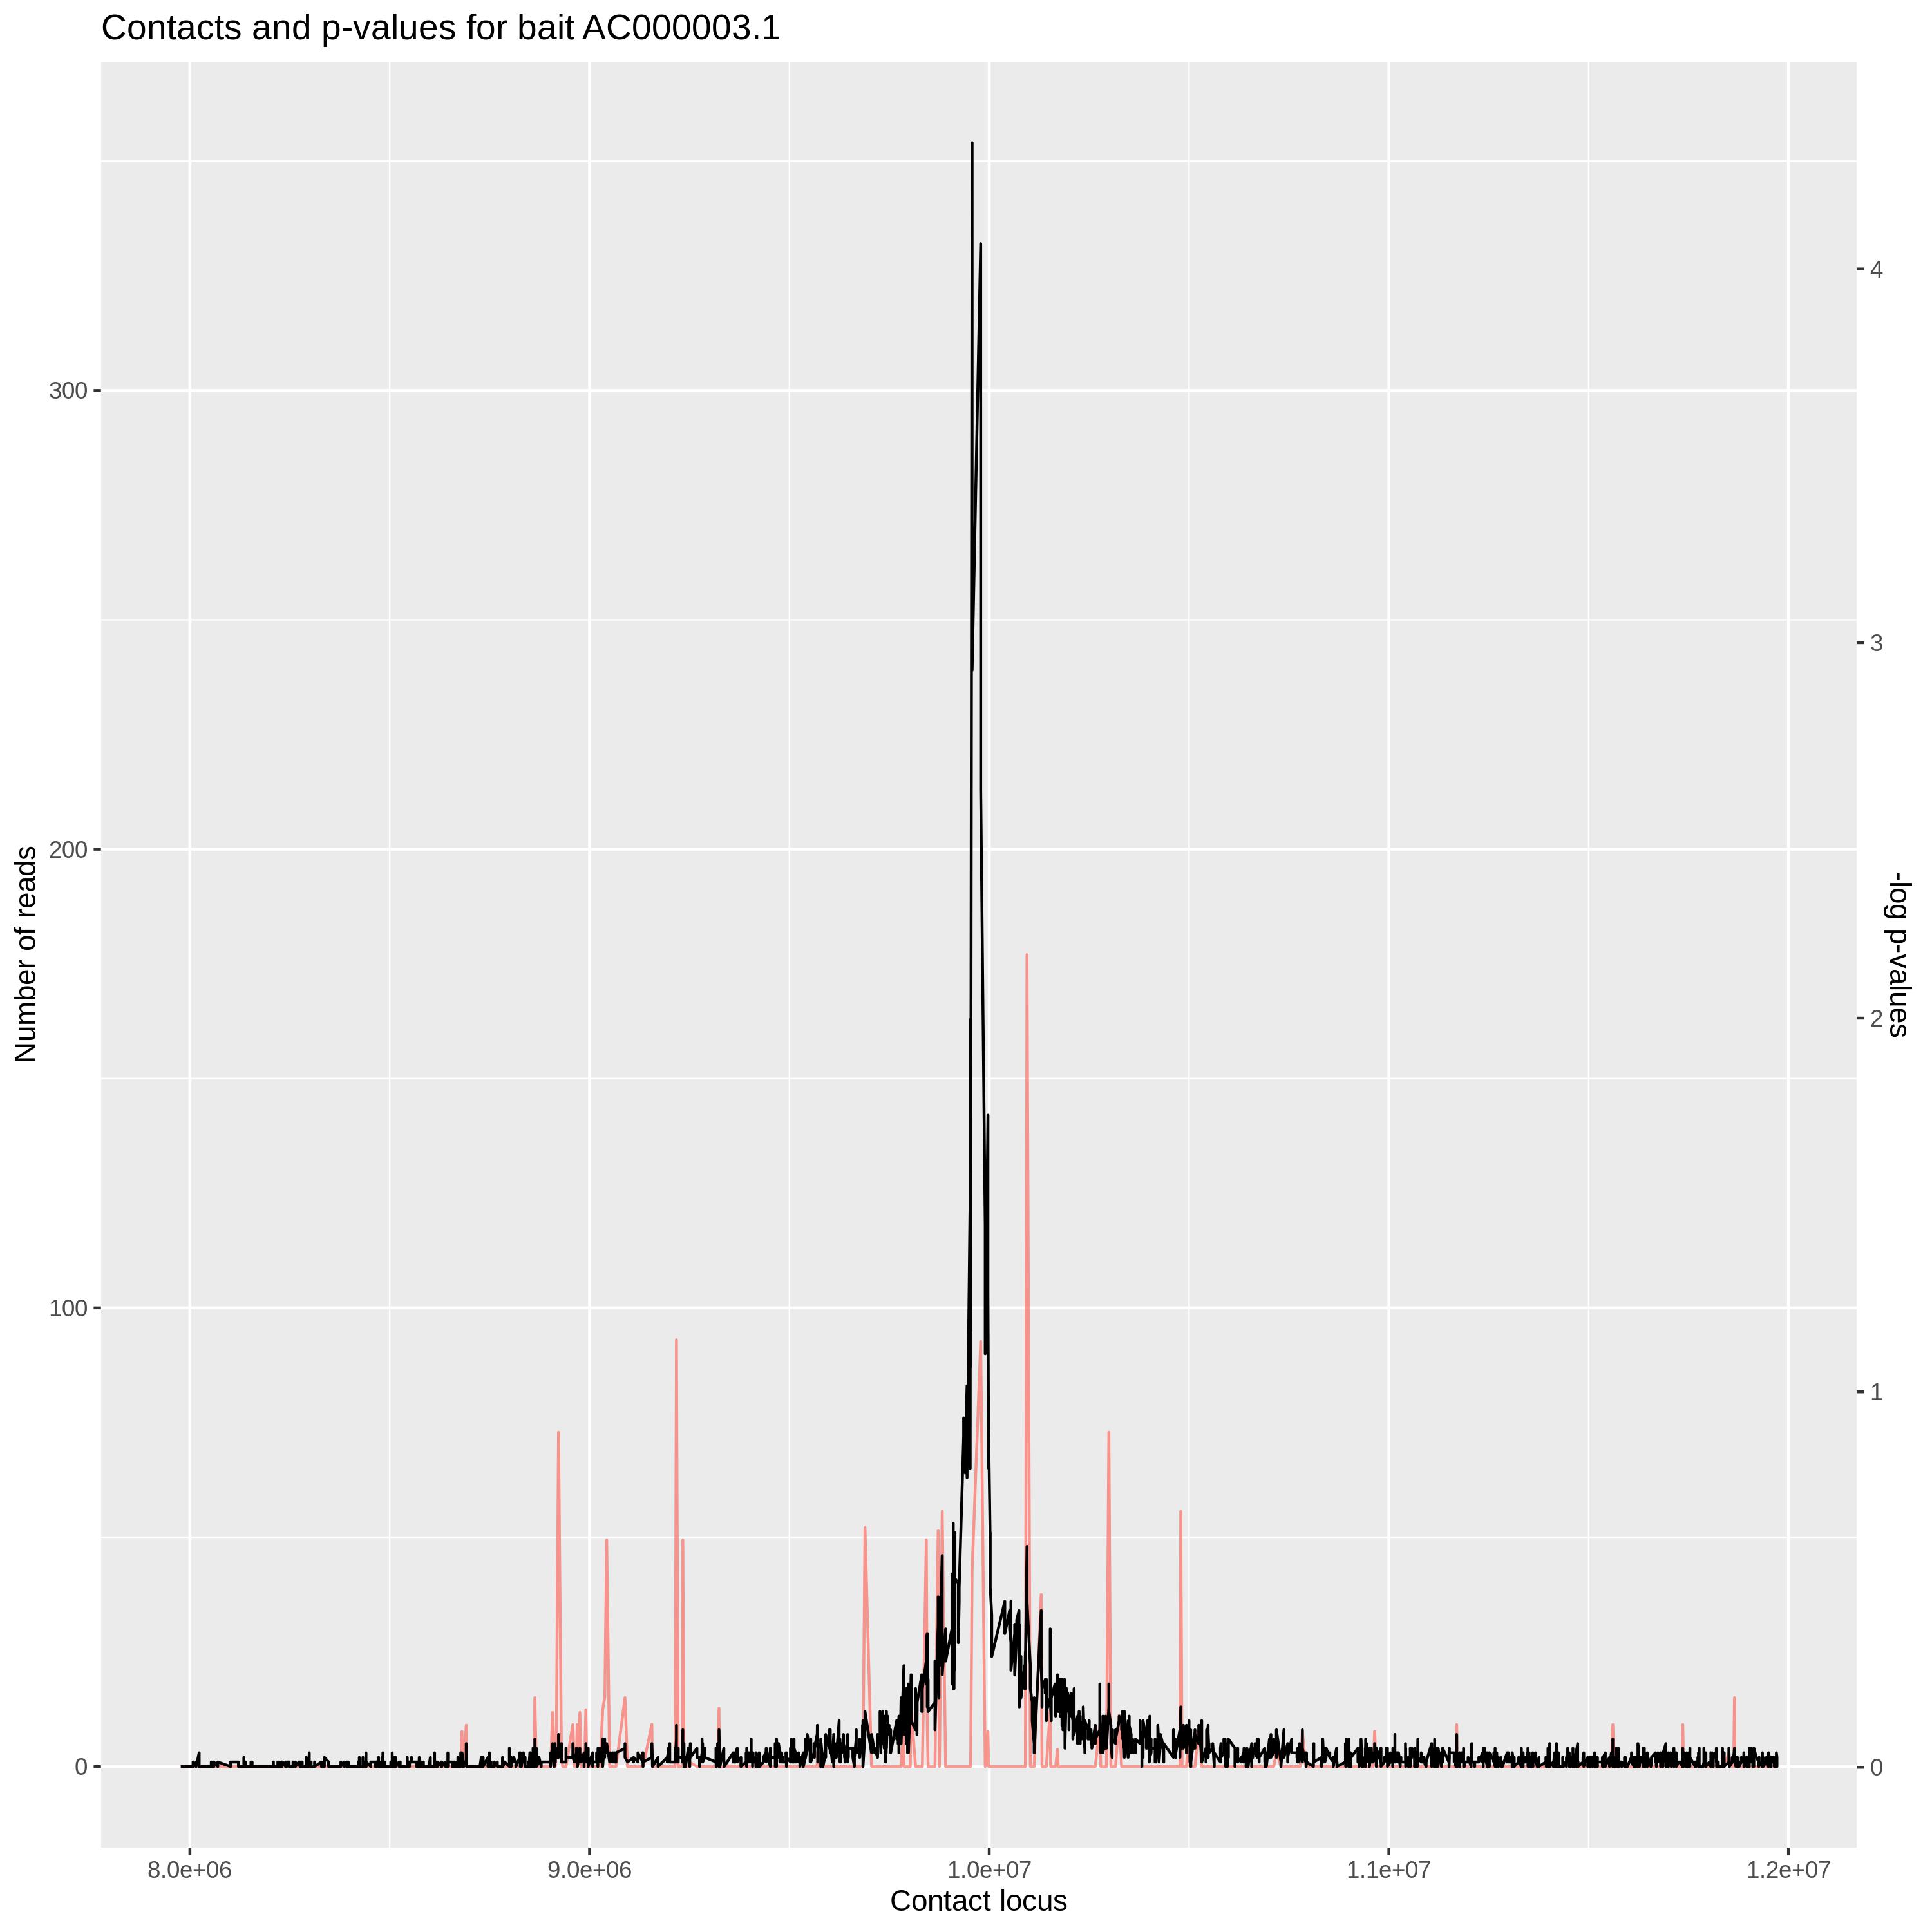 Contacts and p-values for bait AC000003.1
Number of reads
300
200
100
0
4
3
2
1
0
-log p-values
8.0e+06 9.0e+06 1.0e+07 1.1e+07 1.2e+07
Contact locus